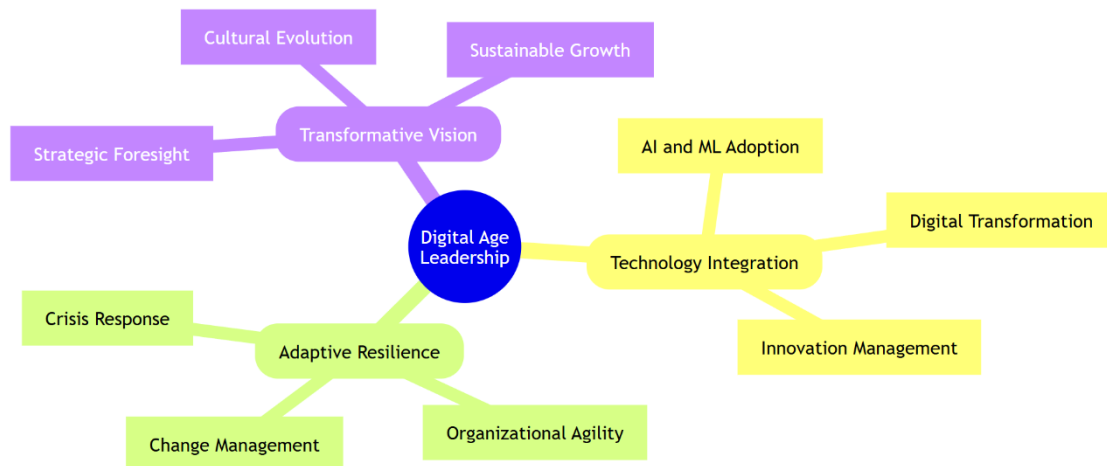 Cultural Evolution
Sustainable Growth
Transformative Vision
Strategic Foresight
AI and ML Adoption
Digital Transformation
Digital Age
Leadership
Technology Integration
Innovation Management
Crisis Response
Adaptive Resilience
Change Management
Organizational Agility